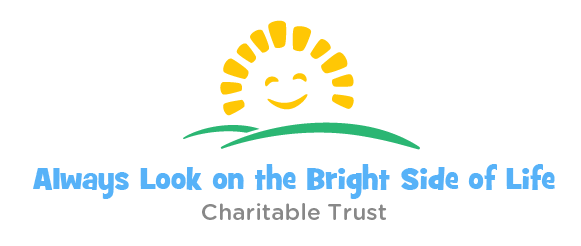 Always Look on the Bright Side of Life
Charitable Trust